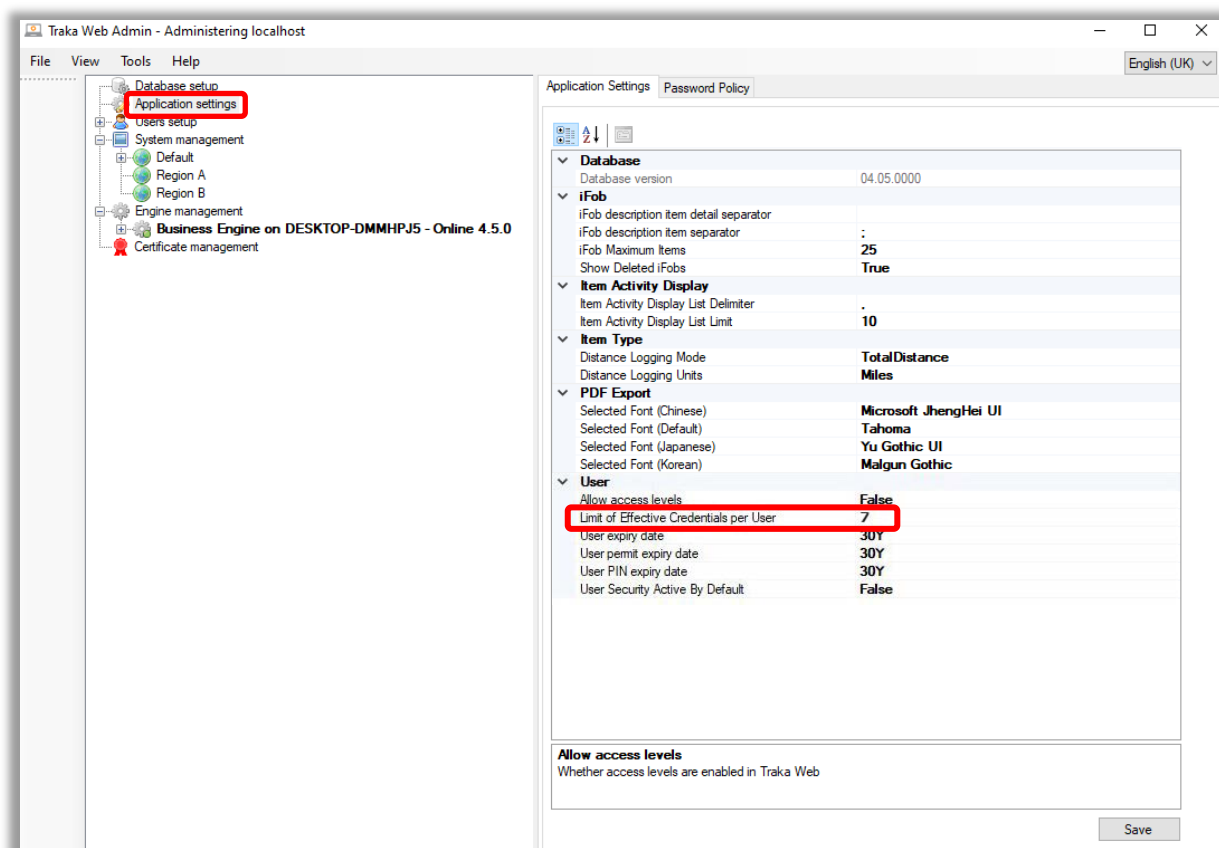 Traka Web Admin - Administering localhost
File View Tools Help
English (UK)
Database setup
Application settings
Users setup
System management
Default
Region A
Region B
Engine management
Business Engine on DESKTOP-DMMHPJ5 - Online 4.5.0
Certificate management
Application Settings Password Policy
Database
Database version 04.05.0000
iFob
iFob description item detail separator
iFob description item separator :
iFob Maximum Items 25
Show Deleted iFobs True
Item Activity Display
Item Activity Display List Delimiter .
Item Activity Display List Limit 10
Item Type
Distance Logging Mode TotalDistance
Distance Logging Units Miles
PDF Export
Selected Font (Chinese) Microsoft JhengHei UI
Selected Font (Default) Tahoma
Selected Font (Japanese) Yu Gothic UI
Selected Font (Korean) Malgun Gothic
User
Allow access levels False
Limit of Effective Credentials per User 7
User expiry date 30Y
User permit expiry date 30Y
User PIN expiry date 30Y
User Security Active By Default False
Allow access levels
Whether access levels are enabled in Traka Web
Save